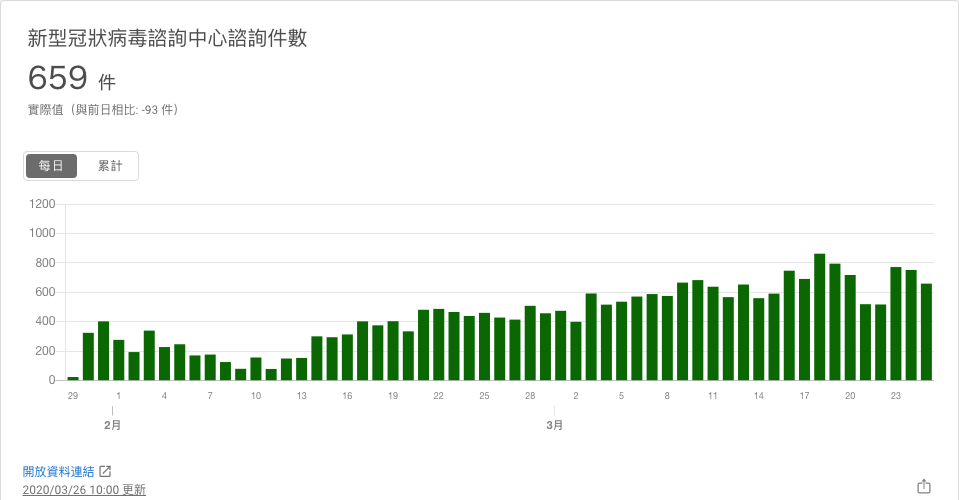 新型冠狀病毒諮詢中心諮詢件數
659 件
實際值（與前日相比: -93 件）
每日 累計
1200
1000
800
600
400
200
0
29 1 4 7 10 13 16 19 22 25 28 2 5 8 11 14 17 20 23
2月 3月
開放資料連結
2020/03/26 10:00 更新